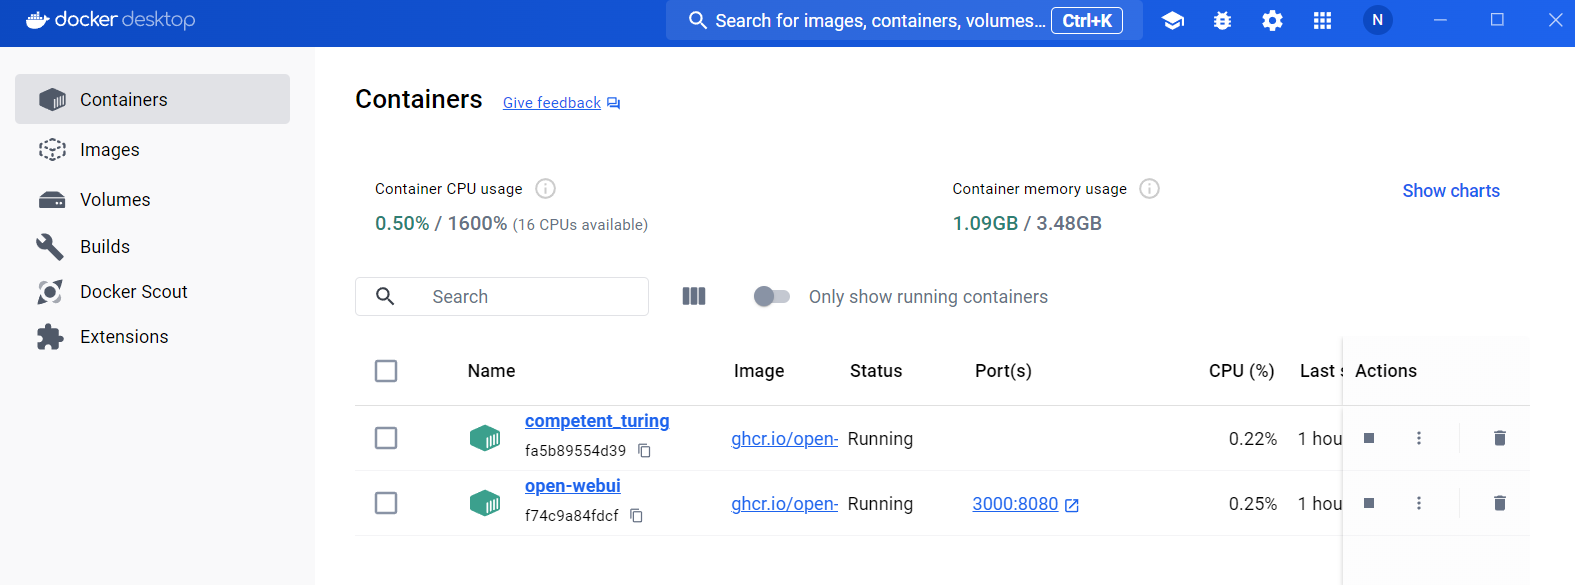 docker desktop
Search for images, containers, volumes... Ctrl+K
N
Containers
Images
Volumes
Builds
Docker Scout
Extensions
Containers Give feedback
Container CPU usage
0.50% / 1600% (16 CPUs available)
Container memory usage
1.09GB / 3.48GB
Show charts
Search
Only show running containers
Name Image Status Port(s) CPU (%) Last s Actions
competent_turing
fa5b89554d39 ghcr.io/open- Running 0.22% 1 hou
open-webui
f74c9a84fdcf ghcr.io/open- Running 3000:8080 0.25% 1 hou